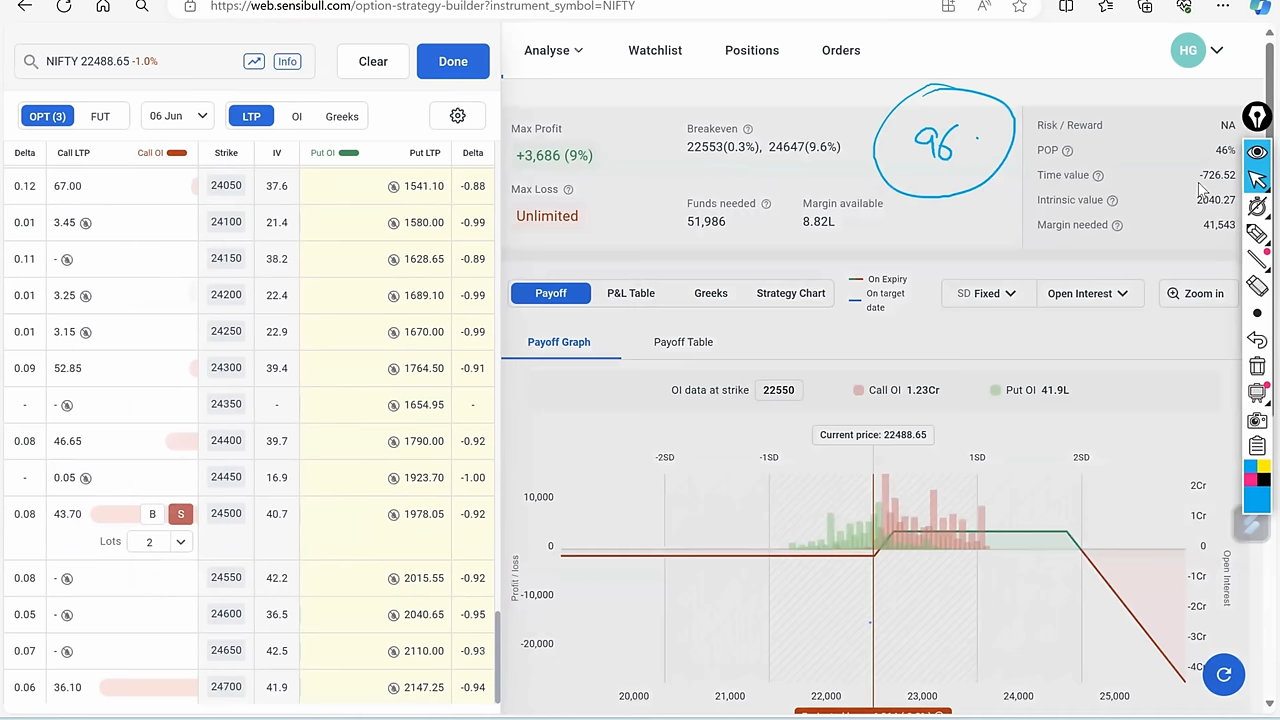 https://web.sensibull.com/option-strategy-builder?instrument_symbol=NIFTY
NIFTY 22488.65 -1.0% Info Clear Done
Analyse Watchlist Positions Orders HG
OPT (3) FUT 06 Jun LTP OI Greeks
Delta Call LTP Call OI Strike IV Put OI Put LTP Delta
0.12 67.00 24050 37.6 1541.10 -0.88
0.01 3.45 24100 21.4 1580.00 -0.99
0.11 - 24150 38.2 1628.65 -0.89
0.01 3.25 24200 22.4 1689.10 -0.99
0.01 3.15 24250 22.9 1670.00 -0.99
0.09 52.85 24300 39.4 1764.50 -0.91
- - 24350 - 1654.95 -
0.08 46.65 24400 39.7 1790.00 -0.92
- 0.05 24450 16.9 1923.70 -1.00
0.08 43.70 B S 24500 40.7 1978.05 -0.92
Lots 2
0.08 - 24550 42.2 2015.55 -0.92
0.05 - 24600 36.5 2040.65 -0.95
0.07 - 24650 42.5 2110.00 -0.93
0.06 36.10 24700 41.9 2147.25 -0.94
Max Profit
+3,686 (9%)
Max Loss
Unlimited
Breakeven
22553(0.3%), 24647(9.6%)
Funds needed
51,986
Margin available
8.82L
96
Risk / Reward NA
POP 46%
Time value -726.52
Intrinsic value 2040.27
Margin needed 41,543
Payoff P&L Table Greeks Strategy Chart
On Expiry
On target
date
SD Fixed Open Interest Zoom in
Payoff Graph Payoff Table
OI data at strike 22550 Call OI 1.23Cr Put OI 41.9L
Current price: 22488.65
-2SD -1SD 1SD 2SD
10,000
0
-10,000
-20,000
Profit / loss
2Cr
1Cr
0
-1Cr
-2Cr
-3Cr
-4C
Open Interest
20,000 21,000 22,000 23,000 24,000 25,000